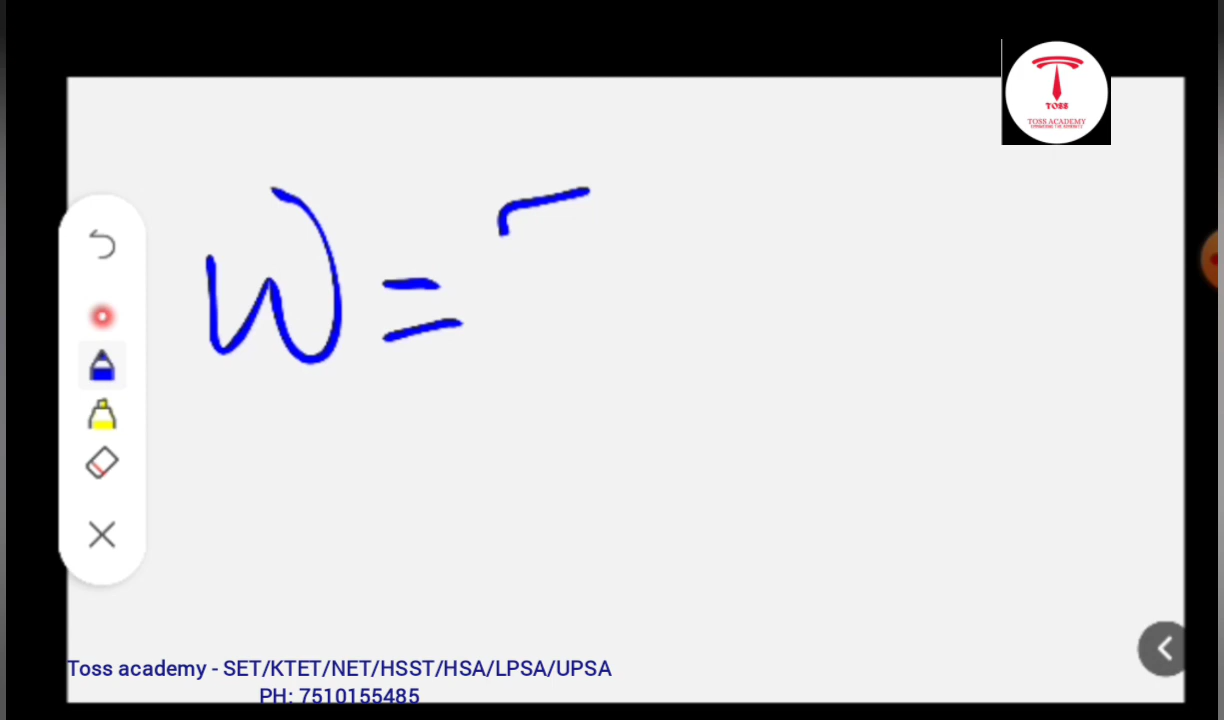 TOSS
TOSS ACADEMY
W =
Toss academy - SET/KTET/NET/HSST/HSA/LPSA/UPSA
PH: 7510155485